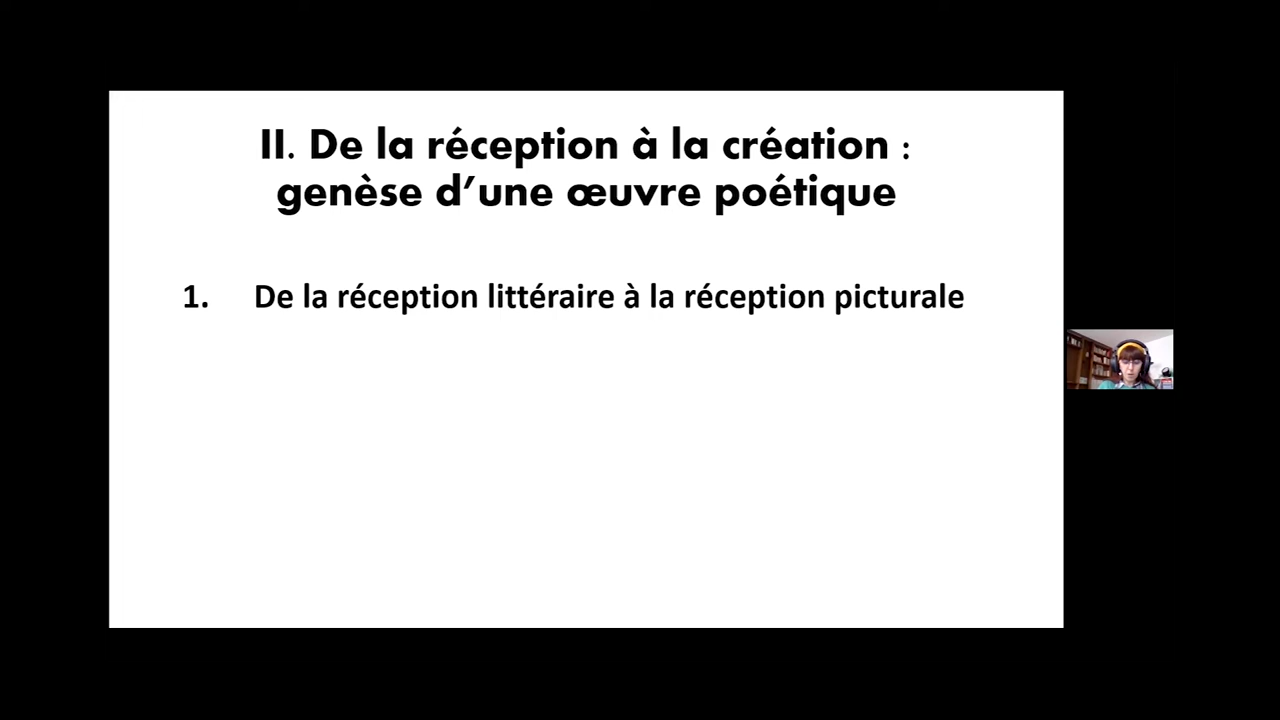 II. De la réception à la création :
genèse d’une œuvre poétique
1. De la réception littéraire à la réception picturale